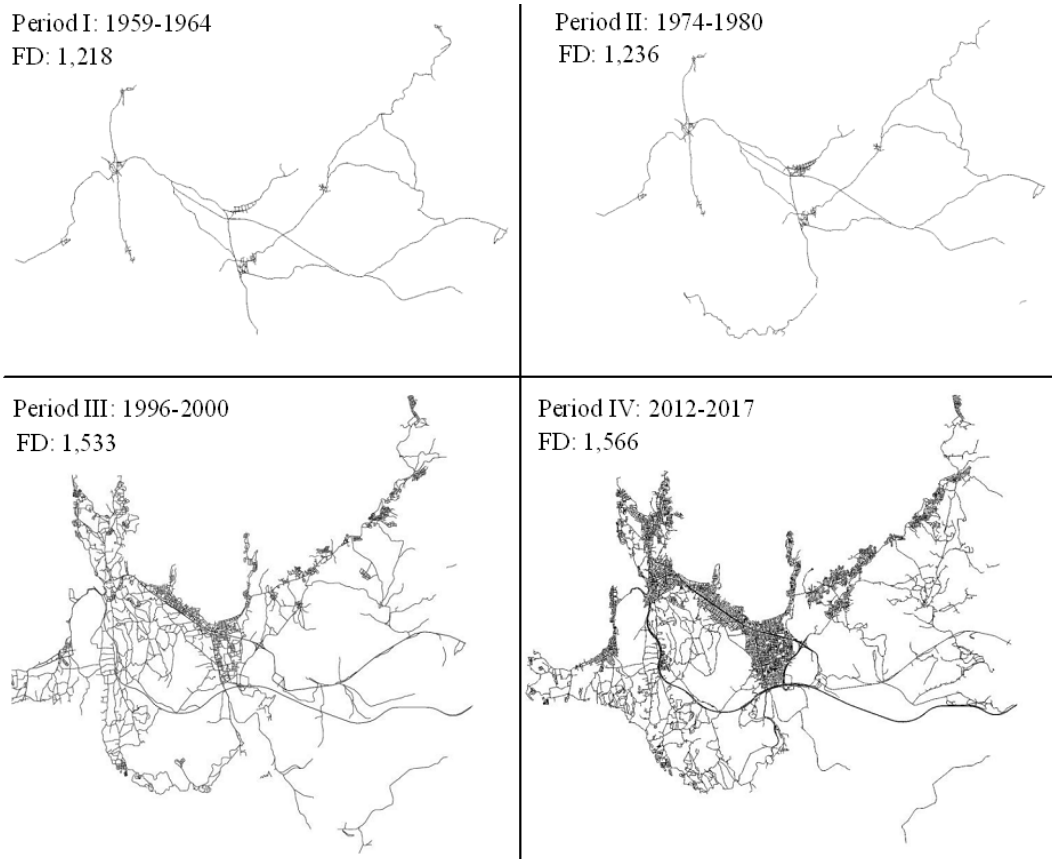 Period I: 1959-1964
FD: 1,218
Period II: 1974-1980
FD: 1,236
Period III: 1996-2000
FD: 1,533
Period IV: 2012-2017
FD: 1,566